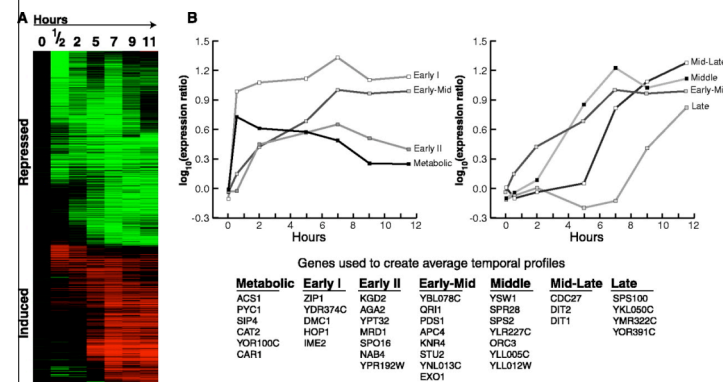 A
Hours
0 1/2 2 5 7 9 11
Repressed
Induced
B
log10(expression ratio)
1.5
1.2
0.9
0.6
0.3
0.0
-0.3
Early I
Early-Mid
Early II
Metabolic
0 2 4 6 8 10 12
Hours
log10(expression ratio)
1.5
1.2
0.9
0.6
0.3
0.0
-0.3
Mid-Late
Middle
Early-Mi
Late
0 2 4 6 8 10 12
Hours
Genes used to create average temporal profiles
Metabolic Early I Early II Early-Mid Middle Mid-Late Late
ACS1 ZIP1 KGD2 YBL078C YSW1 CDC27 SPS100
PYC1 YDR374C AGA2 QRI1 SPR28 DIT2 YKL050C
SIP4 DMC1 YPT32 PDS1 SPS2 DIT1 YMR322C
CAT2 HOP1 MRD1 APC4 YLR227C YOR391C
YOR100C IME2 SPO16 KNR4 ORC3
CAR1 NAB4 STU2 YLL005C
YPR192W YNL013C YLL012W
EXO1